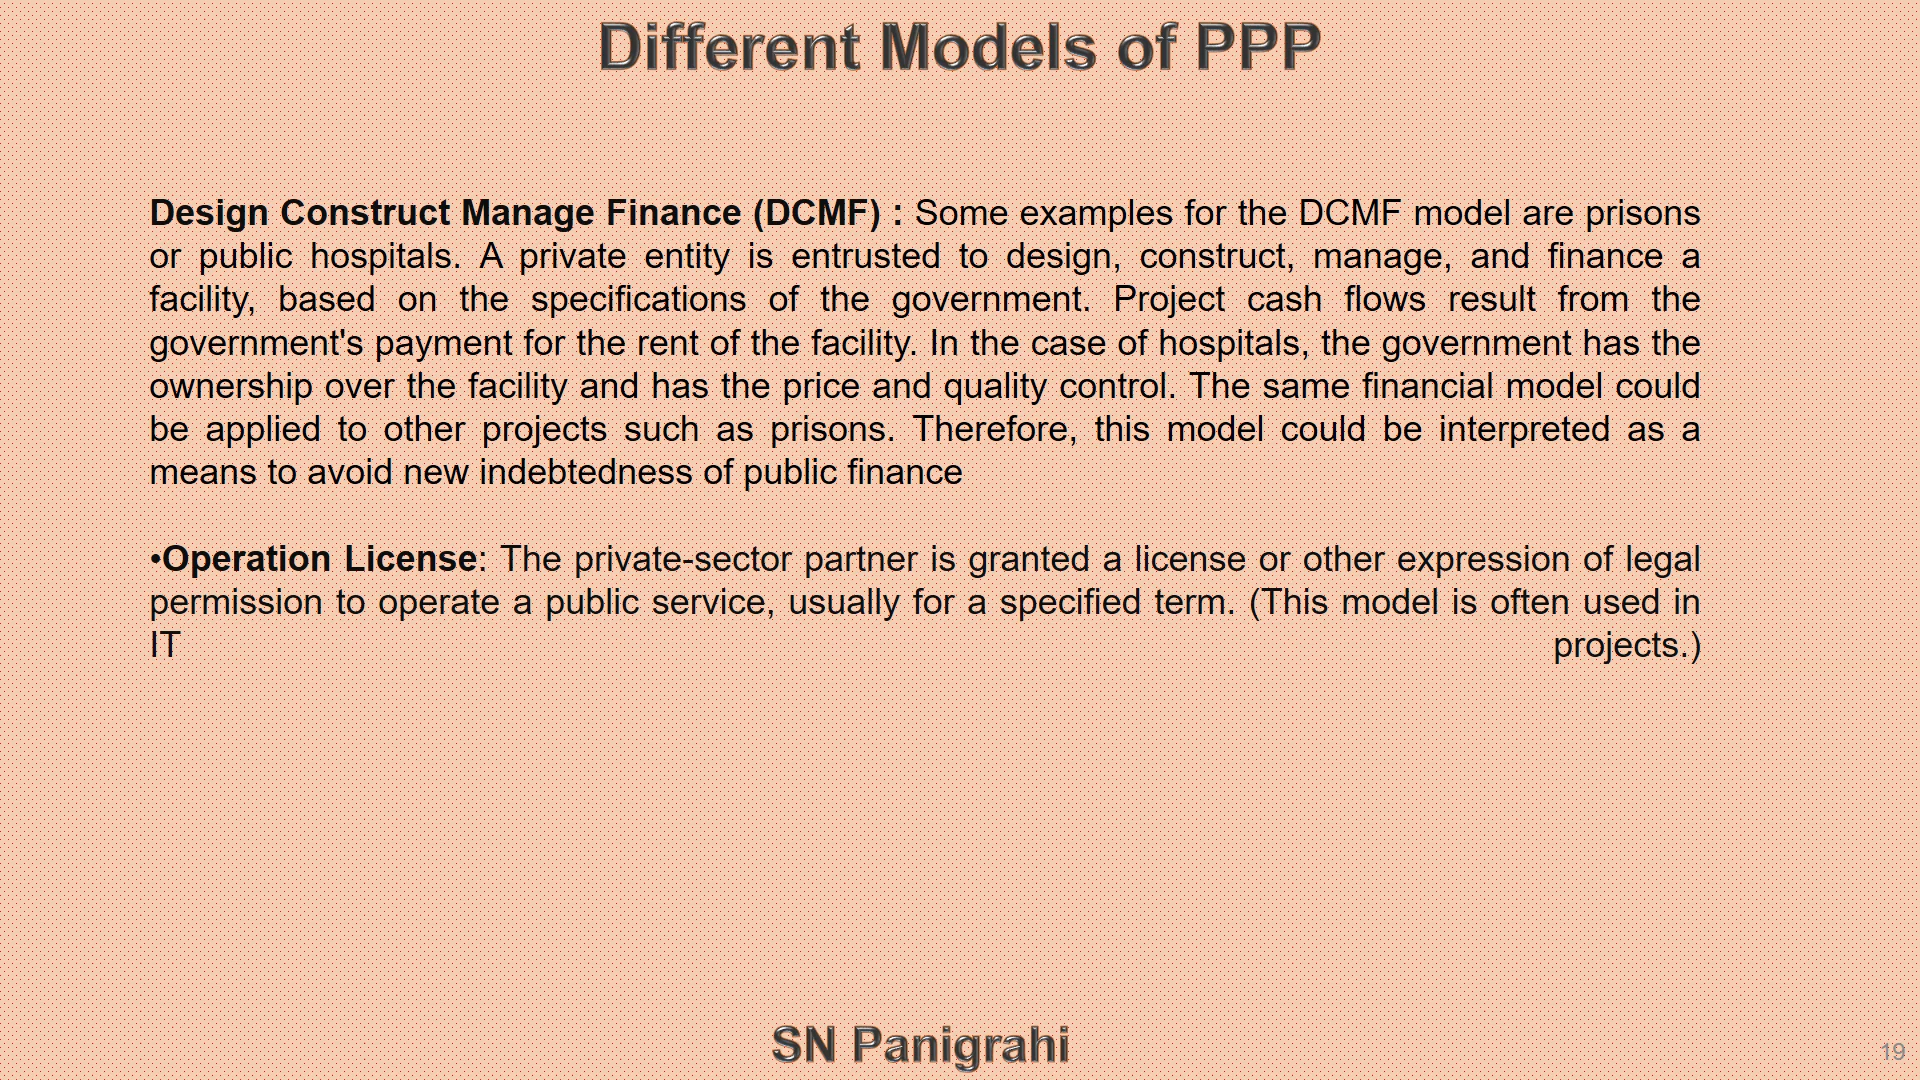 Different Models of PPP
Design Construct Manage Finance (DCMF) : Some examples for the DCMF model are prisons
or public hospitals. A private entity is entrusted to design, construct, manage, and finance a
facility, based on the specifications of the government. Project cash flows result from the
government's payment for the rent of the facility. In the case of hospitals, the government has the
ownership over the facility and has the price and quality control. The same financial model could
be applied to other projects such as prisons. Therefore, this model could be interpreted as a
means to avoid new indebtedness of public finance
•Operation License: The private-sector partner is granted a license or other expression of legal
permission to operate a public service, usually for a specified term. (This model is often used in
IT projects.)
SN Panigrahi
19